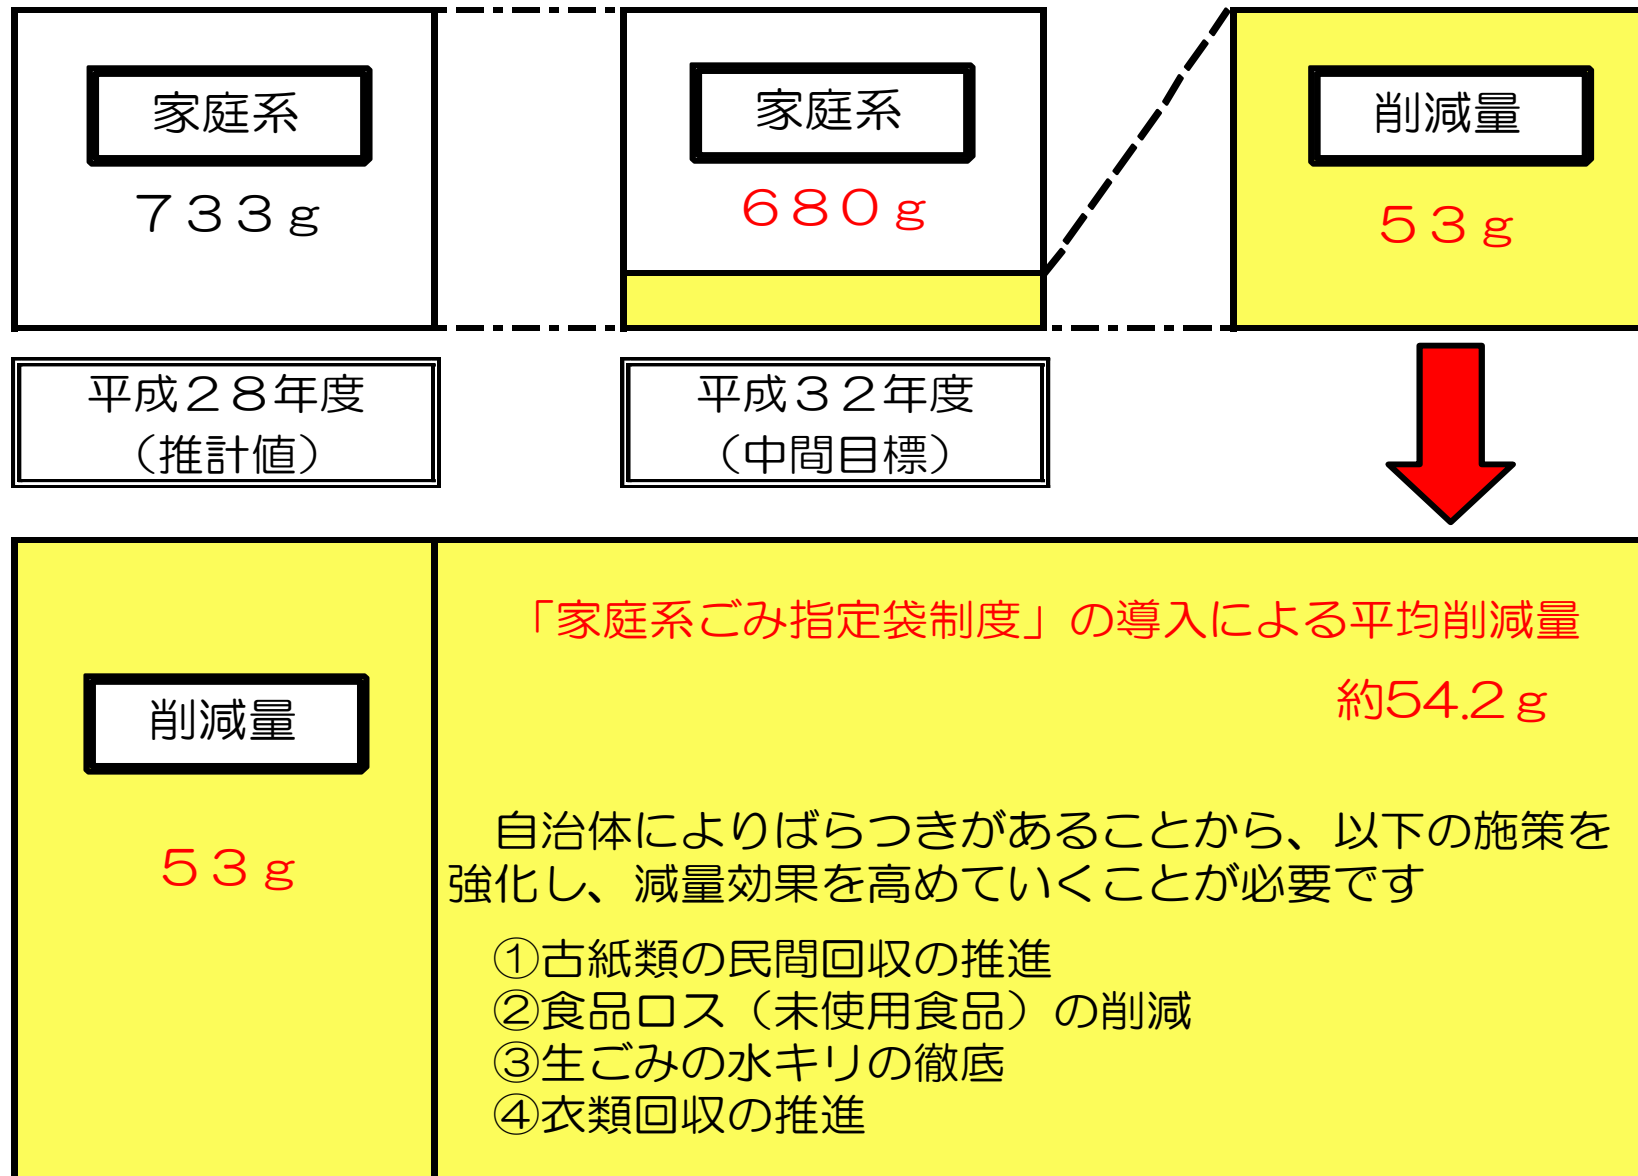 家庭系
733g
家庭系
680g
削減量
53g
平成28年度
（推計値）
平成32年度
（中間目標）
削減量
53g
「家庭系ごみ指定袋制度」の導入による平均削減量
約54.2g
自治体によりばらつきがあることから、以下の施策を
強化し、減量効果を高めていくことが必要です
①古紙類の民間回収の推進
②食品ロス（未使用食品）の削減
③生ごみの水キリの徹底
④衣類回収の推進